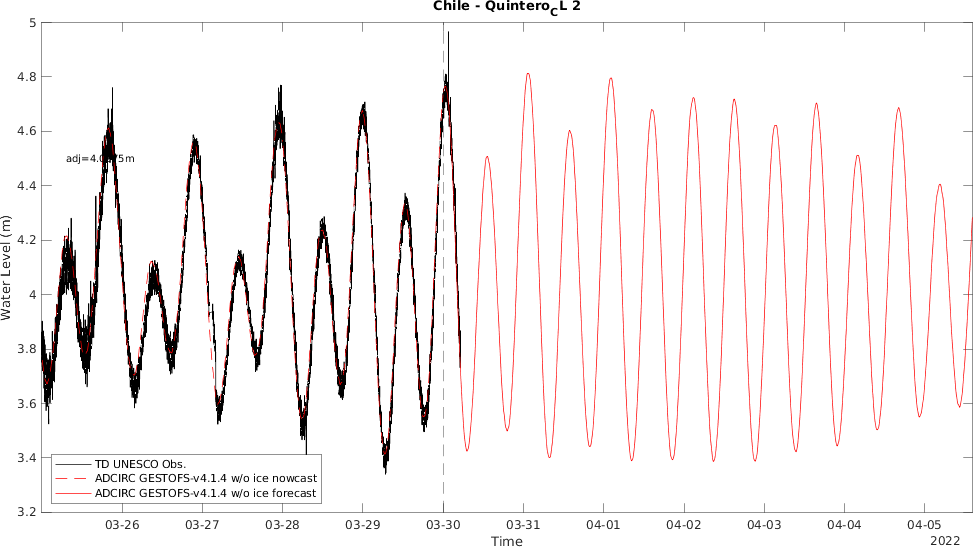 Chile - Quintero_CL 2
Water Level (m)
5
4.8
4.6
4.4
4.2
4
3.8
3.6
3.4
3.2
TD UNESCO Obs.
ADCIRC GESTOFS-v4.1.4 w/o ice nowcast
ADCIRC GESTOFS-v4.1.4 w/o ice forecast
03-26 03-27 03-28 03-29 03-30 03-31 04-01 04-02 04-03 04-04 04-05
Time
2022